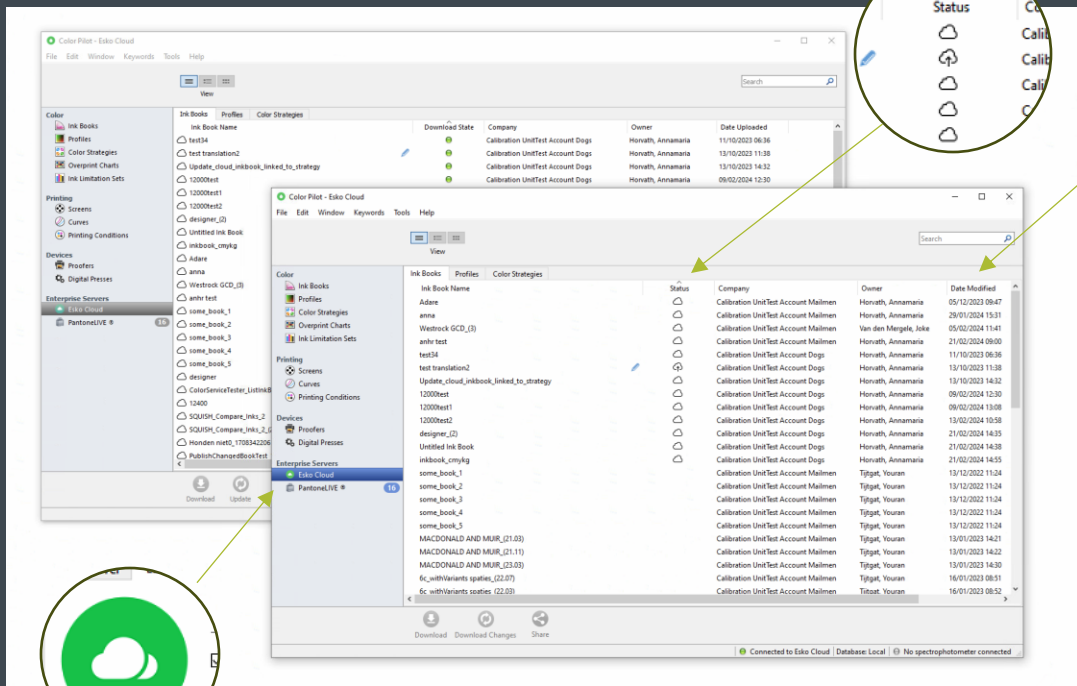 Status
Calib
Calib
Cali
Color Pilot - Esko Cloud
File Edit Window Keywords Tools Help
View
Search
Color
Ink Books
Profiles
Color Strategies
Overprint Charts
Ink Limitation Sets
Printing
Screens
Curves
Printing Conditions
Devices
Proofers
Digital Presses
Enterprise Servers
Esko Cloud
PantoneLIVE ® 16
Ink Books Profiles Color Strategies
Ink Book Name Download State Company Owner Date Uploaded
test34 Calibration UnitTest Account Dogs Horvath, Annamaria 11/10/2023 06:36
test translation2 Calibration UnitTest Account Dogs Horvath, Annamaria 13/10/2023 11:38
Update_cloud_inkbook_linked_to_strategy Calibration UnitTest Account Dogs Horvath, Annamaria 13/10/2023 14:32
12000test Calibration UnitTest Account Dogs Horvath, Annamaria 09/02/2024 12:30
12000test1
12000test2
designer_(2)
Untitled Ink Book
inkbook_cmykg
Adare
anna
Westrock GCD_(3)
anhr test
some_book_1
some_book_2
some_book_3
some_book_4
some_book_5
designer
ColorServiceTester_ListInkB
12400
SQUISH_Compare_Inks_2
SQUISH_Compare_Inks_2_(
Honden niet0_1708342206
PublishChangedBookTest
Download Update
Color Pilot - Esko Cloud
File Edit Window Keywords Tools Help
View
Search
Color
Ink Books
Profiles
Color Strategies
Overprint Charts
Ink Limitation Sets
Printing
Screens
Curves
Printing Conditions
Devices
Proofers
Digital Presses
Enterprise Servers
Esko Cloud
PantoneLIVE ® 16
Ink Books Profiles Color Strategies
Ink Book Name Status Company Owner Date Modified
Adare Calibration UnitTest Account Mailmen Horvath, Annamaria 05/12/2023 09:47
anna Calibration UnitTest Account Mailmen Horvath, Annamaria 29/01/2024 15:31
Westrock GCD_(3) Calibration UnitTest Account Mailmen Van den Mergele, Joke 05/02/2024 11:41
anhr test Calibration UnitTest Account Mailmen Horvath, Annamaria 21/02/2024 09:00
test34 Calibration UnitTest Account Dogs Horvath, Annamaria 11/10/2023 06:36
test translation2 Calibration UnitTest Account Dogs Horvath, Annamaria 13/10/2023 11:38
Update_cloud_inkbook_linked_to_strategy Calibration UnitTest Account Dogs Horvath, Annamaria 13/10/2023 14:32
12000test Calibration UnitTest Account Dogs Horvath, Annamaria 09/02/2024 12:30
12000test1 Calibration UnitTest Account Dogs Horvath, Annamaria 09/02/2024 13:08
12000test2 Calibration UnitTest Account Dogs Horvath, Annamaria 13/02/2024 10:58
designer_(2) Calibration UnitTest Account Dogs Horvath, Annamaria 21/02/2024 14:35
Untitled Ink Book Calibration UnitTest Account Dogs Horvath, Annamaria 21/02/2024 14:38
inkbook_cmykg Calibration UnitTest Account Dogs Horvath, Annamaria 21/02/2024 14:55
some_book_1 Calibration UnitTest Account Mailmen Tijtgat, Youran 13/12/2022 11:24
some_book_2 Calibration UnitTest Account Mailmen Tijtgat, Youran 13/12/2022 11:24
some_book_3 Calibration UnitTest Account Mailmen Tijtgat, Youran 13/12/2022 11:24
some_book_4 Calibration UnitTest Account Mailmen Tijtgat, Youran 13/12/2022 11:24
some_book_5 Calibration UnitTest Account Mailmen Tijtgat, Youran 13/12/2022 11:24
MACDONALD AND MUIR_(21.03) Calibration UnitTest Account Mailmen Tijtgat, Youran 13/01/2023 14:21
MACDONALD AND MUIR_(21.11) Calibration UnitTest Account Mailmen Tijtgat, Youran 13/01/2023 14:22
MACDONALD AND MUIR_(23.03) Calibration UnitTest Account Mailmen Tijtgat, Youran 13/01/2023 14:30
6c_withVariants spaties_(22.07) Calibration UnitTest Account Mailmen Tijtgat, Youran 16/01/2023 08:51
6c_withVariants spaties_(22.03) Calibration UnitTest Account Mailmen Tijtgat, Youran 16/01/2023 08:52
Download Download Changes Share
Connected to Esko Cloud Database: Local No spectrophotometer connected